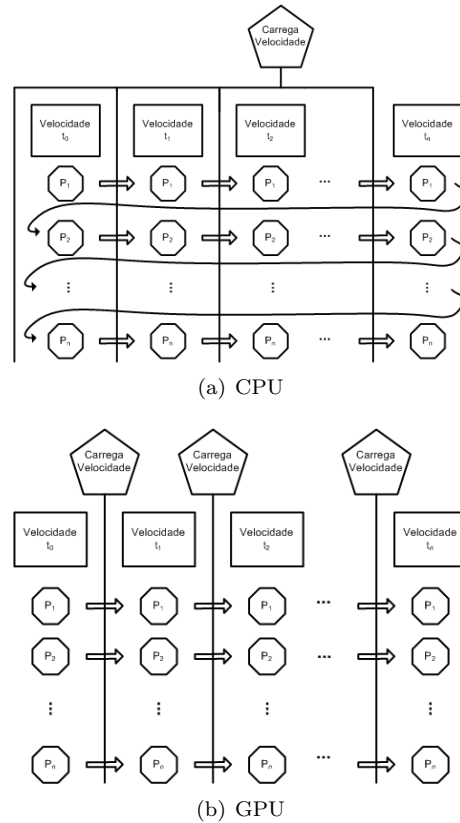 Carrega
Velocidade
Velocidade
t0
Velocidade
t1
Velocidade
t2
Velocidade
tn
P1 P1 P1 ... P1
P2 P2 P2 ... P2
Pn Pn Pn ... Pn
(a) CPU
Carrega
Velocidade
Carrega
Velocidade
Carrega
Velocidade
Velocidade
t0
Velocidade
t1
Velocidade
t2
Velocidade
tn
P1 P1 P1 ... P1
P2 P2 P2 ... P2
Pn Pn Pn ... Pn
(b) GPU